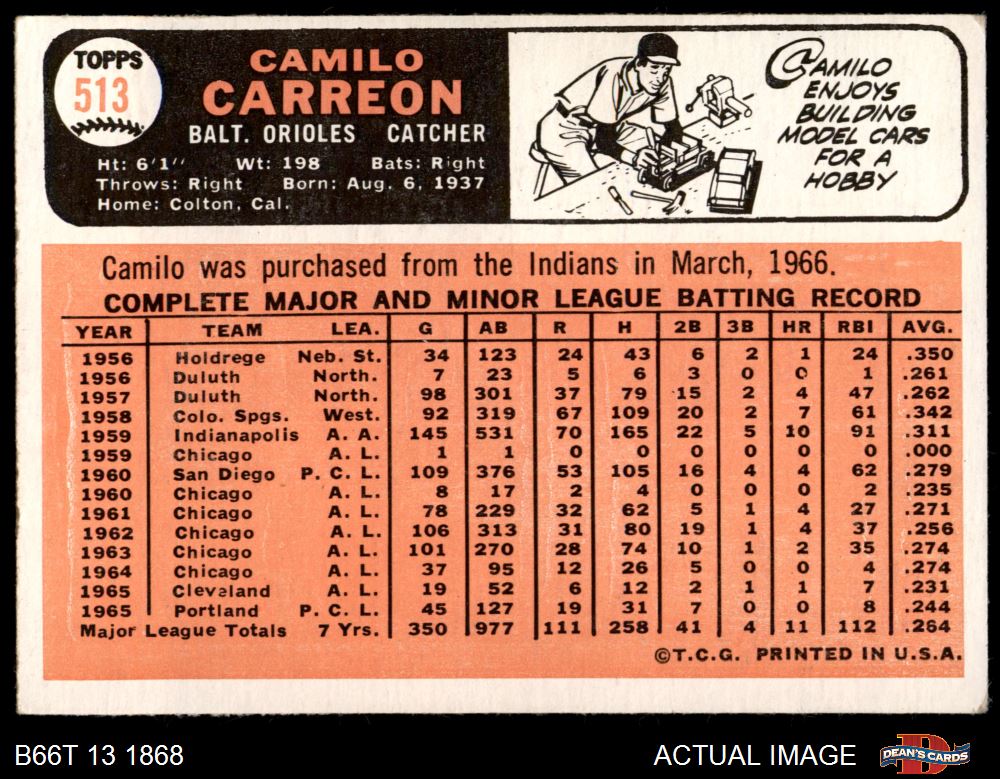 TOPPS
513
CAMILO
CARREON
BALT. ORIOLES CATCHER
Ht: 6'1" Wt: 198 Bats: Right
Throws: Right Born: Aug. 6, 1937
Home: Colton, Cal.
CAMILO
ENJOYS
BUILDING
MODEL CARS
FOR A
HOBBY
Camilo was purchased from the Indians in March, 1966.
COMPLETE MAJOR AND MINOR LEAGUE BATTING RECORD
YEAR TEAM LEA. G AB R H 2B 3B HR RBI AVG.
1956 Holdrege Neb. St. 34 123 24 43 6 2 1 24 .350
1956 Duluth North. 7 23 5 6 3 0 0 1 .261
1957 Duluth North. 98 301 37 79 15 2 4 47 .262
1958 Colo. Spgs. West. 92 319 67 109 20 2 7 61 .342
1959 Indianapolis A. A. 145 531 70 165 22 5 10 91 .311
1959 Chicago A. L. 1 1 0 0 0 0 0 0 .000
1960 San Diego P. C. L. 109 376 53 105 16 4 4 62 .279
1960 Chicago A. L. 8 17 2 4 0 0 0 2 .235
1961 Chicago A. L. 78 229 32 62 5 1 4 27 .271
1962 Chicago A. L. 106 313 31 80 19 1 4 37 .256
1963 Chicago A. L. 101 270 28 74 10 1 2 35 .274
1964 Chicago A. L. 37 95 12 26 5 0 0 4 .274
1965 Cleveland A. L. 19 52 6 12 2 1 1 7 .231
1965 Portland P. C. L. 45 127 19 31 7 0 0 8 .244
Major League Totals 7 Yrs. 350 977 111 258 41 4 11 112 .264
©T.C.G. PRINTED IN U.S.A.
B66T 13 1868 ACTUAL IMAGE DEAN'S CARDS